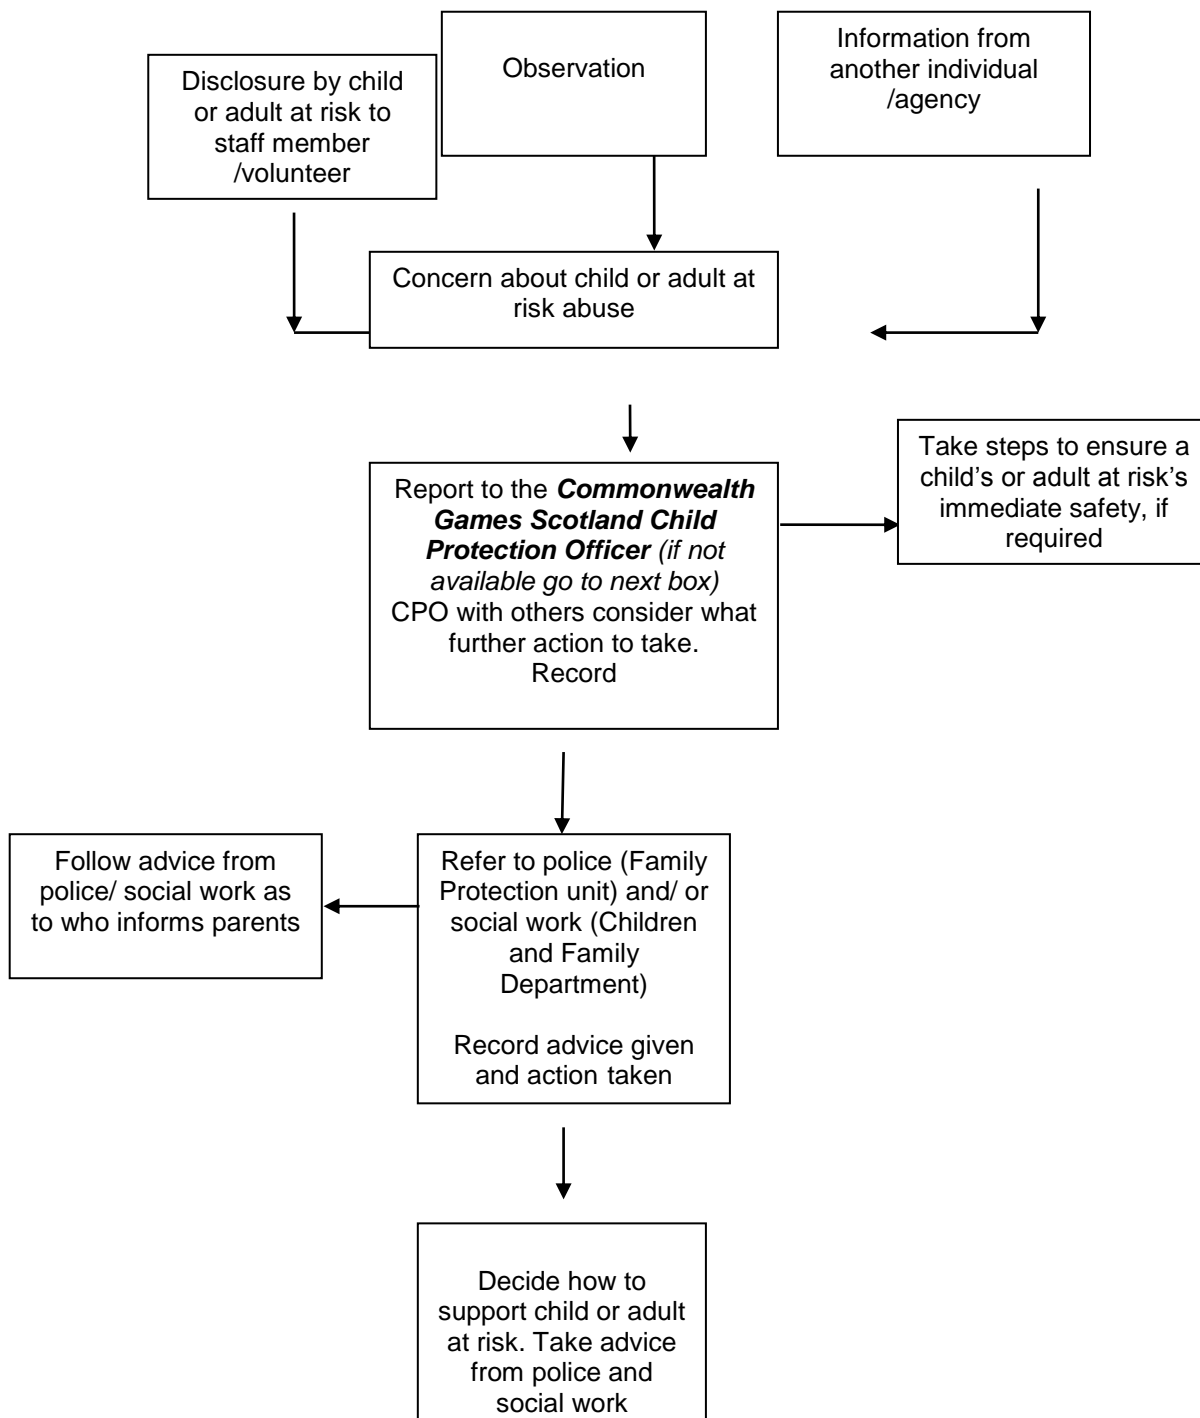 Disclosure by child
or adult at risk to
staff member
/volunteer
Observation
Information from
another individual
/agency
Concern about child or adult at
risk abuse
Report to the Commonwealth
Games Scotland Child
Protection Officer (if not
available go to next box)
CPO with others consider what
further action to take.
Record
Take steps to ensure a
child’s or adult at risk’s
immediate safety, if
required
Follow advice from
police/ social work as
to who informs parents
Refer to police (Family
Protection unit) and/ or
social work (Children
and Family
Department)
Record advice given
and action taken
Decide how to
support child or adult
at risk. Take advice
from police and
social work